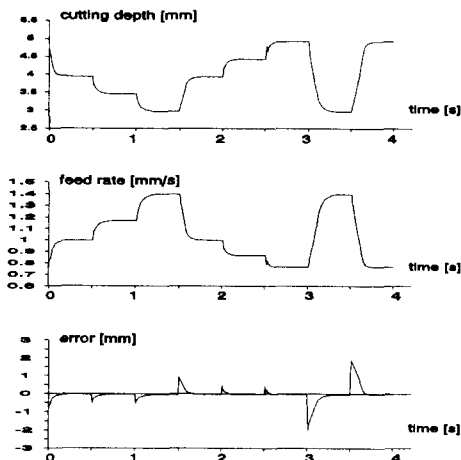 cutting depth [mm]
5
4.5
4
3.5
3
2.5
time [s]
0 1 2 3 4
feed rate [mm/s]
1.5
1.4
1.3
1.2
1.1
1
0.9
0.8
0.7
0.6
time [s]
0 1 2 3 4
error [mm]
3
2
1
0
-1
-2
-3
time [s]
0 1 2 3 4